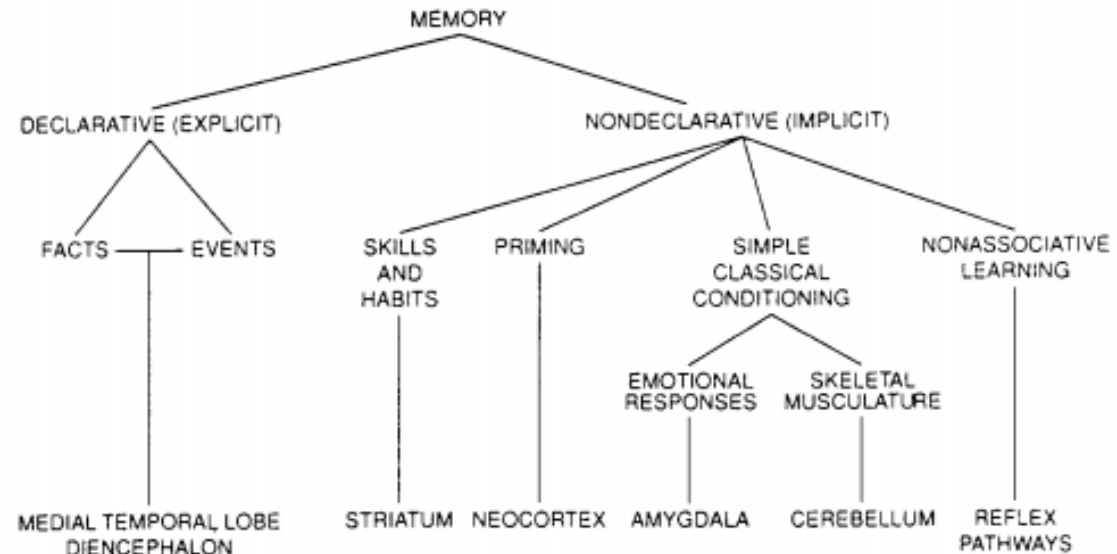 MEMORY
DECLARATIVE (EXPLICIT)
NONDECLARATIVE (IMPLICIT)
FACTS
EVENTS
SKILLS
AND
HABITS
PRIMING
SIMPLE
CLASSICAL
CONDITIONING
NONASSOCIATIVE
LEARNING
EMOTIONAL
RESPONSES
SKELETAL
MUSCULATURE
MEDIAL TEMPORAL LOBE
DIENCEPHALON
STRIATUM
NEOCORTEX
AMYGDALA
CEREBELLUM
REFLEX
PATHWAYS